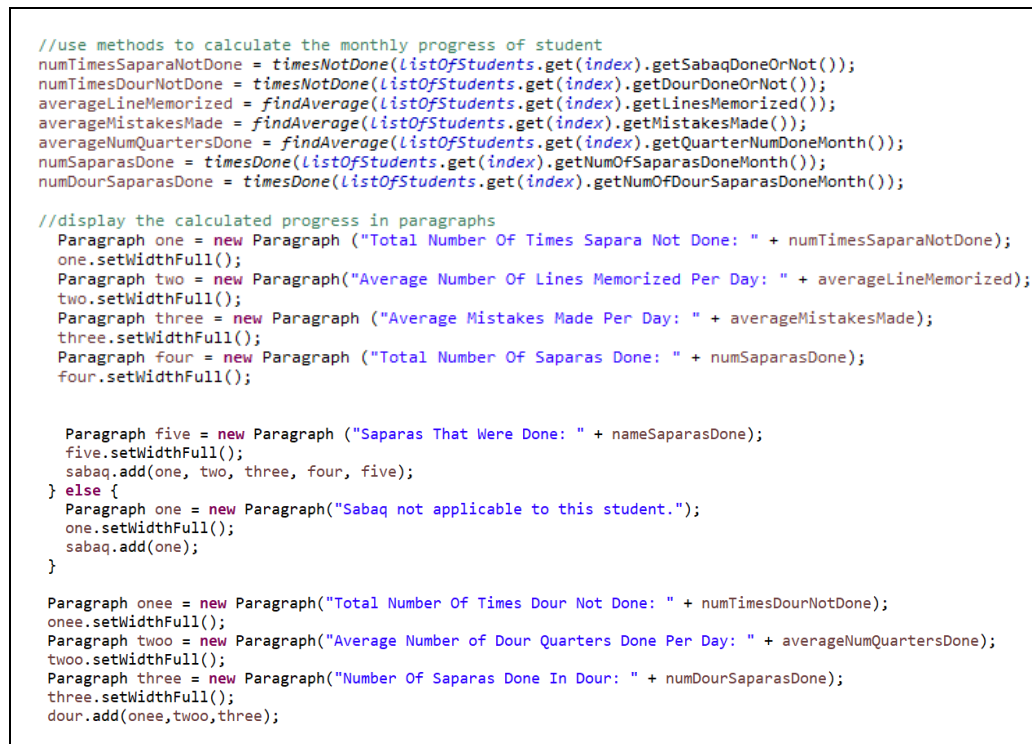 //use methods to calculate the monthly progress of student
numTimesSaparaNotDone = timesNotDone(listOfStudents.get(index).getSabaqDoneOrNot());
numTimesDourNotDone = timesNotDone(listOfStudents.get(index).getDourDoneOrNot());
averageLineMemorized = findAverage(listOfStudents.get(index).getLinesMemorized());
averageMistakesMade = findAverage(listOfStudents.get(index).getMistakesMade());
averageNumQuartersDone = findAverage(listOfStudents.get(index).getQuarterNumDoneMonth());
numSaparasDone = timesDone(listOfStudents.get(index).getNumOfSaparasDoneMonth());
numDourSaparasDone = timesDone(listOfStudents.get(index).getNumOfDourSaparasDoneMonth());
//display the calculated progress in paragraphs
Paragraph one = new Paragraph ("Total Number Of Times Sapara Not Done: " + numTimesSaparaNotDone);
one.setWidthFull();
Paragraph two = new Paragraph("Average Number Of Lines Memorized Per Day: " + averageLineMemorized);
two.setWidthFull();
Paragraph three = new Paragraph ("Average Mistakes Made Per Day: " + averageMistakesMade);
three.setWidthFull();
Paragraph four = new Paragraph ("Total Number Of Saparas Done: " + numSaparasDone);
four.setWidthFull();
Paragraph five = new Paragraph ("Saparas That Were Done: " + nameSaparasDone);
five.setWidthFull();
sabaq.add(one, two, three, four, five);
} else {
Paragraph one = new Paragraph("Sabaq not applicable to this student.");
one.setWidthFull();
sabaq.add(one);
}
Paragraph onee = new Paragraph("Total Number Of Times Dour Not Done: " + numTimesDourNotDone);
onee.setWidthFull();
Paragraph twoo = new Paragraph("Average Number of Dour Quarters Done Per Day: " + averageNumQuartersDone);
twoo.setWidthFull();
Paragraph three = new Paragraph("Number Of Saparas Done In Dour: " + numDourSaparasDone);
three.setWidthFull();
dour.add(onee,twoo,three);